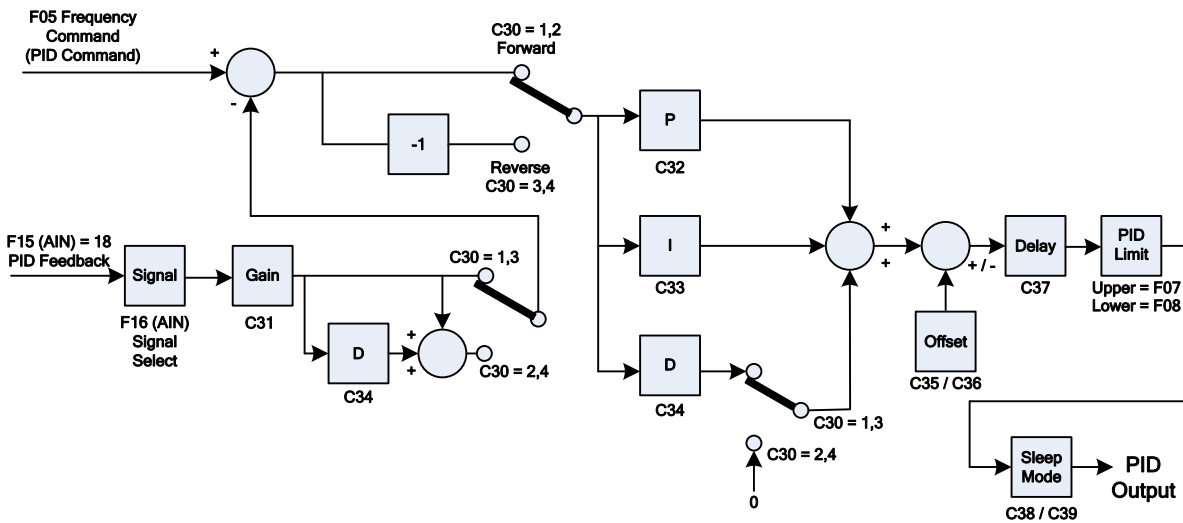 F05 Frequency
Command
(PID Command)
+
-
C30 = 1,2
Forward
-1
Reverse
C30 = 3,4
P
C32
I
C33
D
C34
C30 = 1,3
C30 = 2,4
0
F15 (AIN) = 18
PID Feedback
Signal
F16 (AIN)
Signal
Select
Gain
C31
C30 = 1,3
D
C34
+
+
C30 = 2,4
+
+
+ / -
Offset
C35 / C36
Delay
C37
PID
Limit
Upper = F07
Lower = F08
Sleep
Mode
C38 / C39
PID
Output